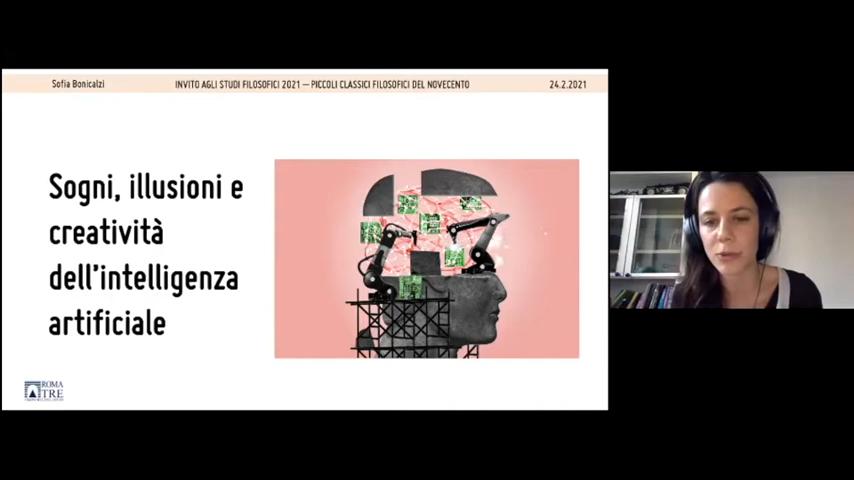 Sofia Bonicalzi
INVITO AGLI STUDI FILOSOFICI 2021 — PICCOLI CLASSICI FILOSOFICI DEL NOVECENTO
24.2.2021
Sogni, illusioni e
creatività
dell'intelligenza
artificiale
ROMA
TRE